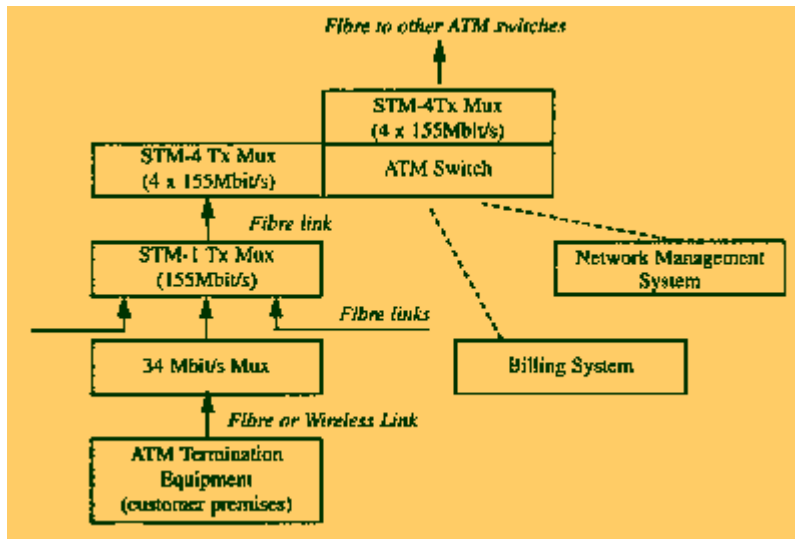 Fibre to other ATM switches
STM-4Tx Mux
(4 x 155Mbit/s)
STM-4 Tx Mux
(4 x 155Mbit/s)
ATM Switch
Fibre link
STM-1 Tx Mux
(155Mbit/s)
Network Management
System
Fibre links
34 Mbit/s Mux
Billing System
Fibre or Wireless Link
ATM Termination
Equipment
(customer premises)